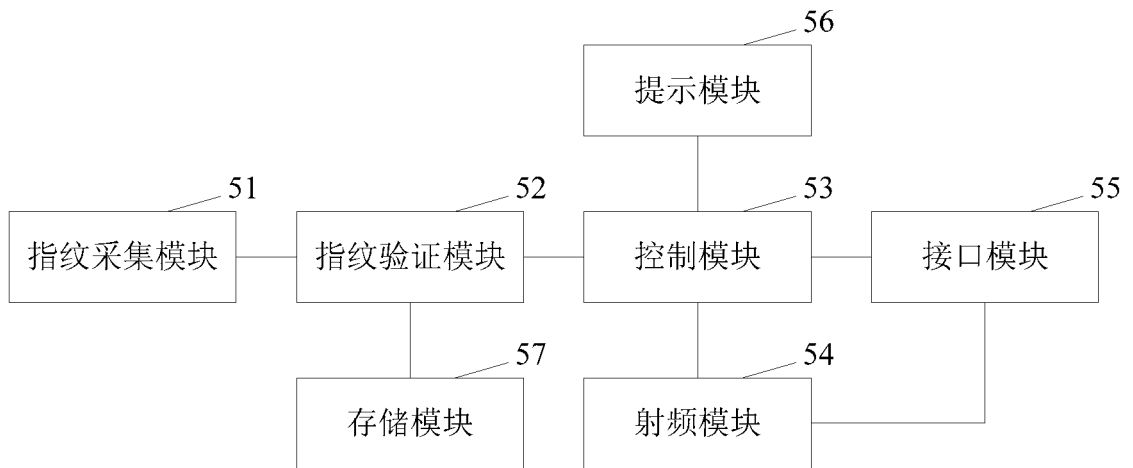 56
提示模块
51
52
53
55
指纹采集模块
指纹验证模块
控制模块
接口模块
57
54
存储模块
射频模块